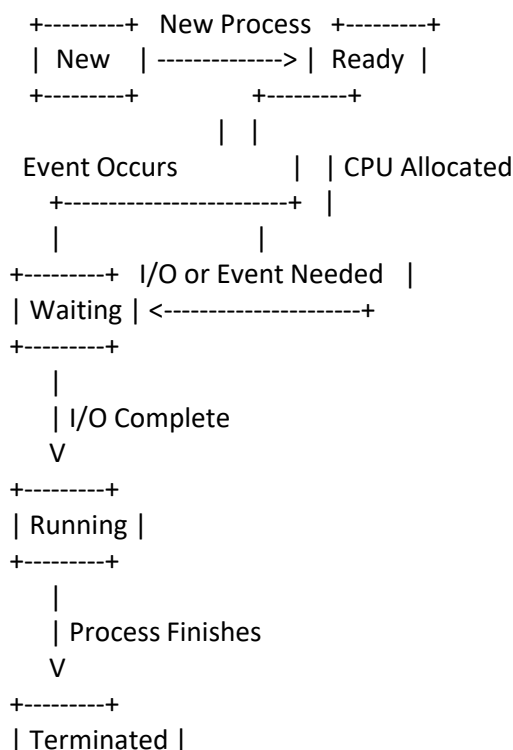 +---------+ New Process +---------+
| New | --------------> | Ready |
+---------+ +---------+
| |
Event Occurs | | CPU Allocated
+-------------------------+ |
| |
+---------+ I/O or Event Needed |
| Waiting | <----------------------+
+---------+
|
| I/O Complete
V
+---------+
| Running |
+---------+
|
| Process Finishes
V
+---------+
| Terminated |